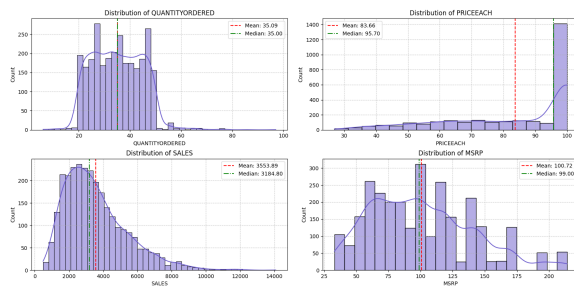 Distribution of QUANTITYORDERED
Mean: 35.09
Median: 35.00
250
200
150
100
50
0
Count
20
40
60
80
100
QUANTITYORDERED
Distribution of PRICEEACH
Mean: 83.66
Median: 95.70
1400
1200
1000
800
600
400
200
0
Count
30
40
50
60
70
80
90
100
PRICEEACH
Distribution of SALES
Mean: 3553.89
Median: 3184.80
200
150
100
50
0
Count
0
2000
4000
6000
8000
10000
12000
14000
SALES
Distribution of MSRP
Mean: 100.72
Median: 99.00
300
250
200
150
100
50
0
Count
25
50
75
100
125
150
175
200
MSRP